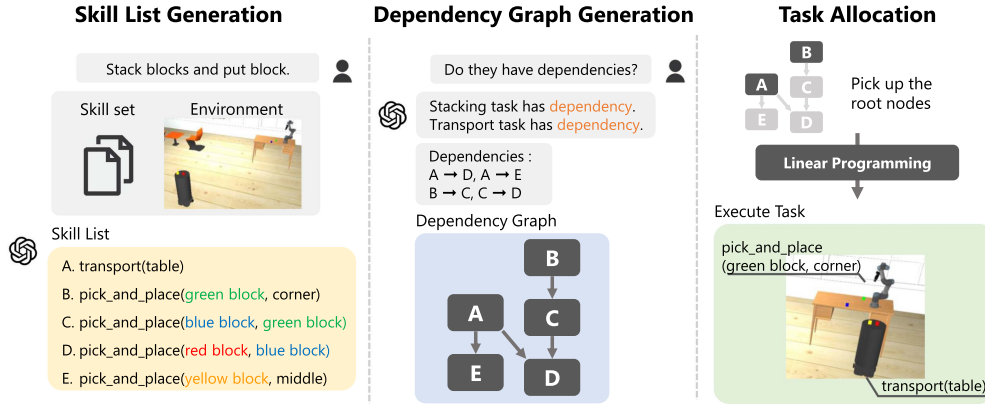 Skill List Generation
Stack blocks and put block.
Skill set
Environment
Skill List
A. transport(table)
B. pick_and_place(green block, corner)
C. pick_and_place(blue block, green block)
D. pick_and_place(red block, blue block)
E. pick_and_place(yellow block, middle)
Dependency Graph Generation
Do they have dependencies?
Stacking task has dependency.
Transport task has dependency.
Dependencies :
A → D, A → E
B → C, C → D
Dependency Graph
B
A
C
E
D
Task Allocation
B
A
C
E
D
Pick up the
root nodes
Linear Programming
Execute Task
pick_and_place
(green block, corner)
transport(table)